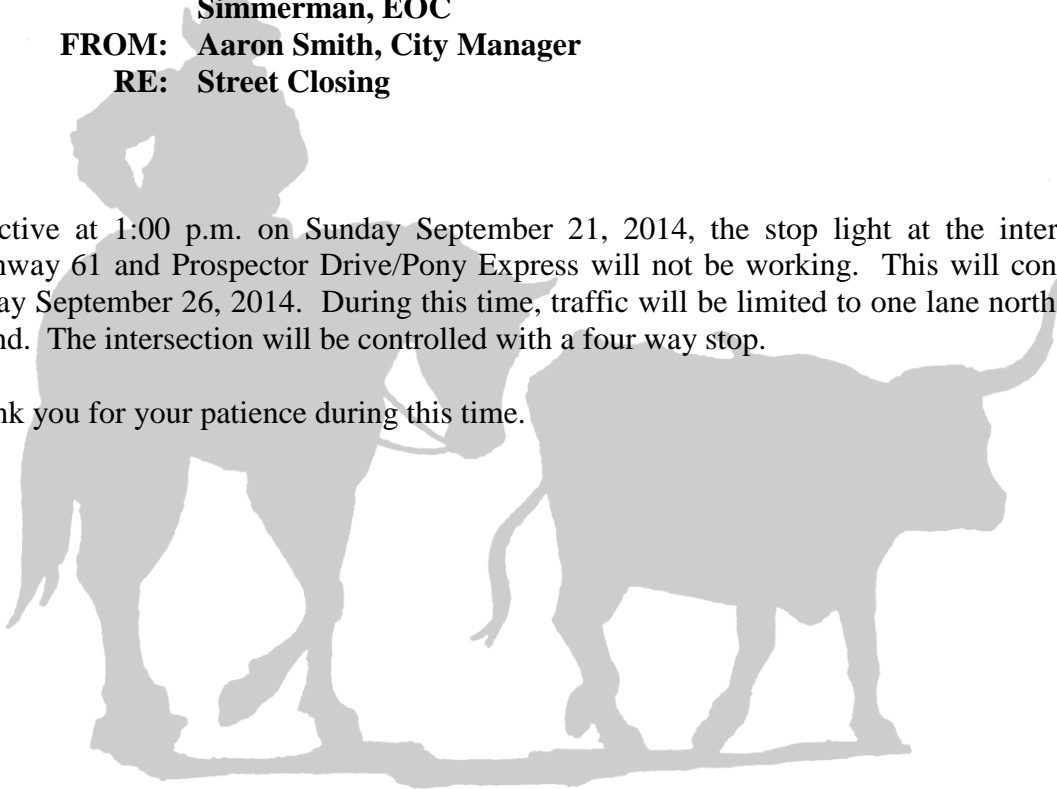 Simmerman, EOC
FROM: Aaron Smith, City Manager
RE: Street Closing
ctive at 1:00 p.m. on Sunday September 21, 2014, the stop light at the inter
nway 61 and Prospector Drive/Pony Express will not be working. This will con
ay September 26, 2014. During this time, traffic will be limited to one lane north
nd. The intersection will be controlled with a four way stop.
nk you for your patience during this time.